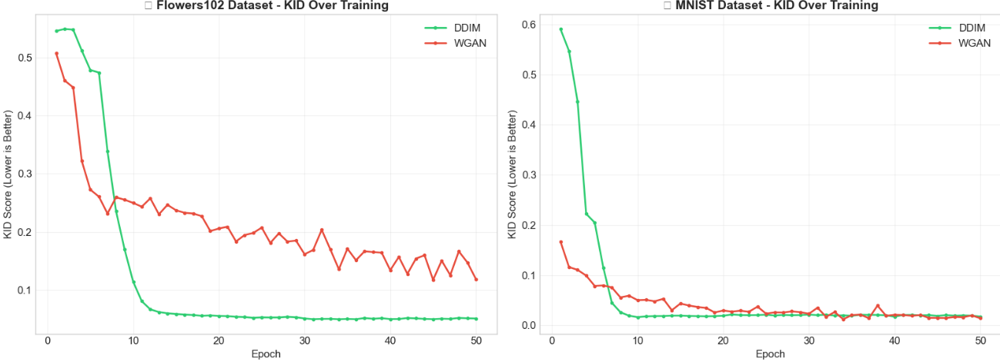 ▯ Flowers102 Dataset - KID Over Training
DDIM
WGAN
KID Score (Lower is Better)
0.5
0.4
0.3
0.2
0.1
0
10
20
30
40
50
Epoch
▯ MNIST Dataset - KID Over Training
DDIM
WGAN
KID Score (Lower is Better)
0.6
0.5
0.4
0.3
0.2
0.1
0.0
0
10
20
30
40
50
Epoch